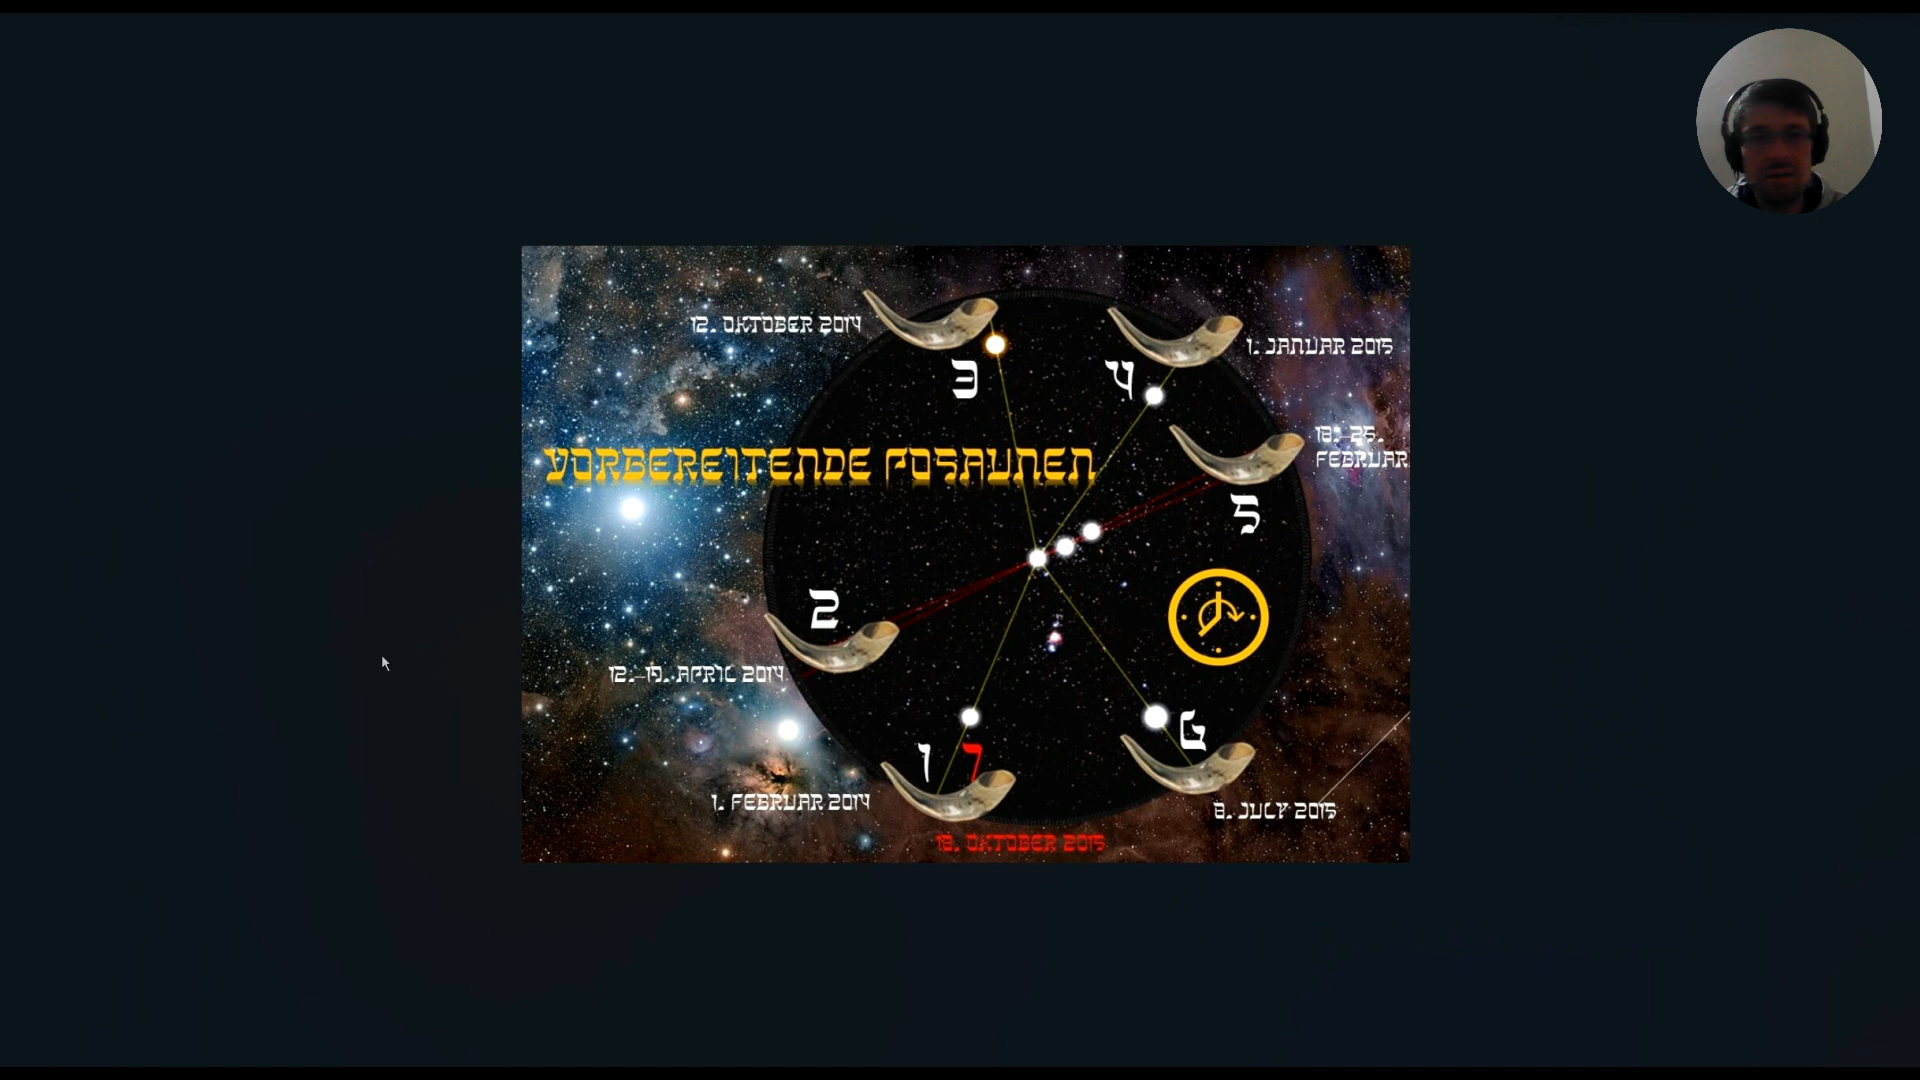 12. OKTOBER 2014
1. JANUAR 2015
3
4
18.-25.
FEBRUAR
VORBEREITENDE POSAUNEN
5
2
12.-19. APRIL 2014
6
1 7
1. FEBRUAR 2014
8. JULY 2015
18. OKTOBER 2015